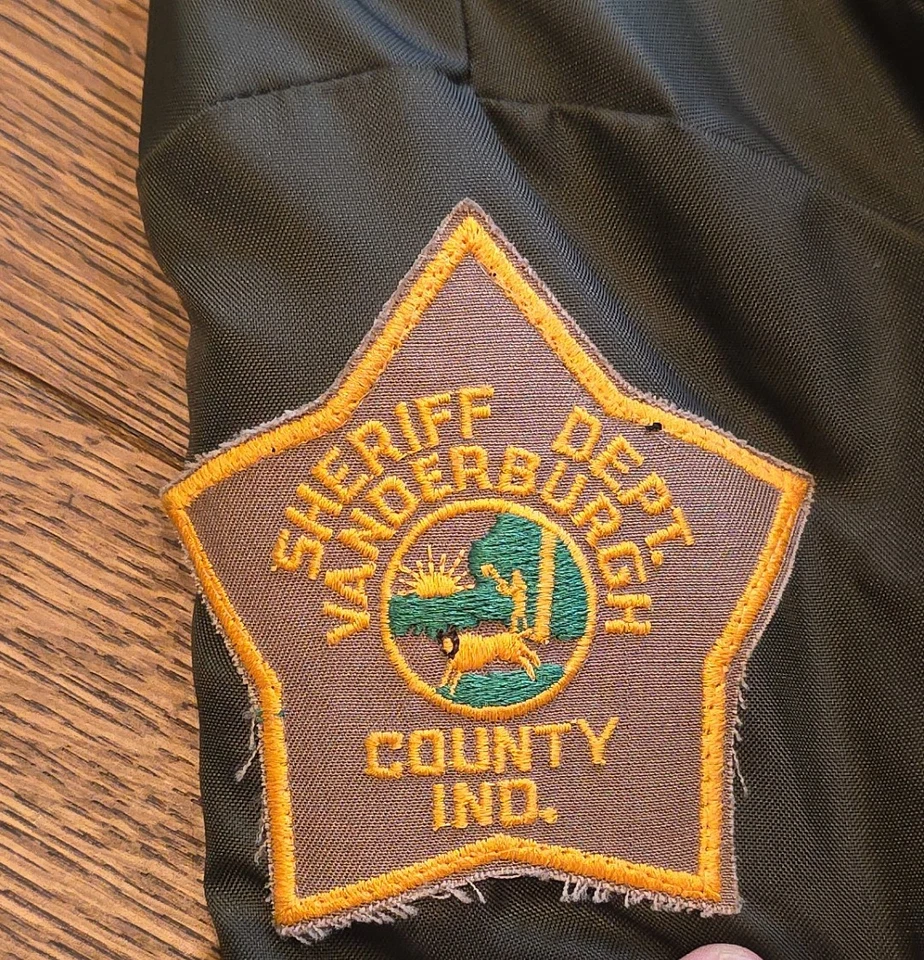 SHERIFF DEPT.
VANDERBURGH
COUNTY
IND.